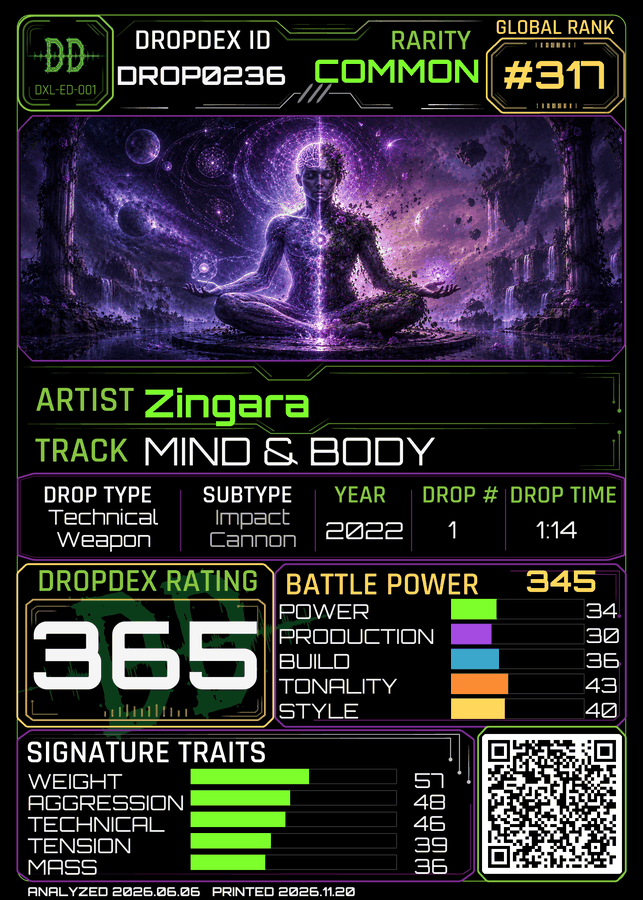 DD
DXL-ED-001
DROPDEX ID
DROP0236
RARITY
COMMON
GLOBAL RANK
#317
ARTIST Zingara
TRACK MIND & BODY
DROP TYPE
Technical
Weapon
SUBTYPE
Impact
Cannon
YEAR
2022
DROP #
1
DROP TIME
1:14
DROPDEX RATING
365
BATTLE POWER 345
POWER 34
PRODUCTION 30
BUILD 36
TONALITY 43
STYLE 40
SIGNATURE TRAITS
WEIGHT 57
AGGRESSION 48
TECHNICAL 46
TENSION 39
MASS 36
ANALYZED 2026.06.06 PRINTED 2026.11.20